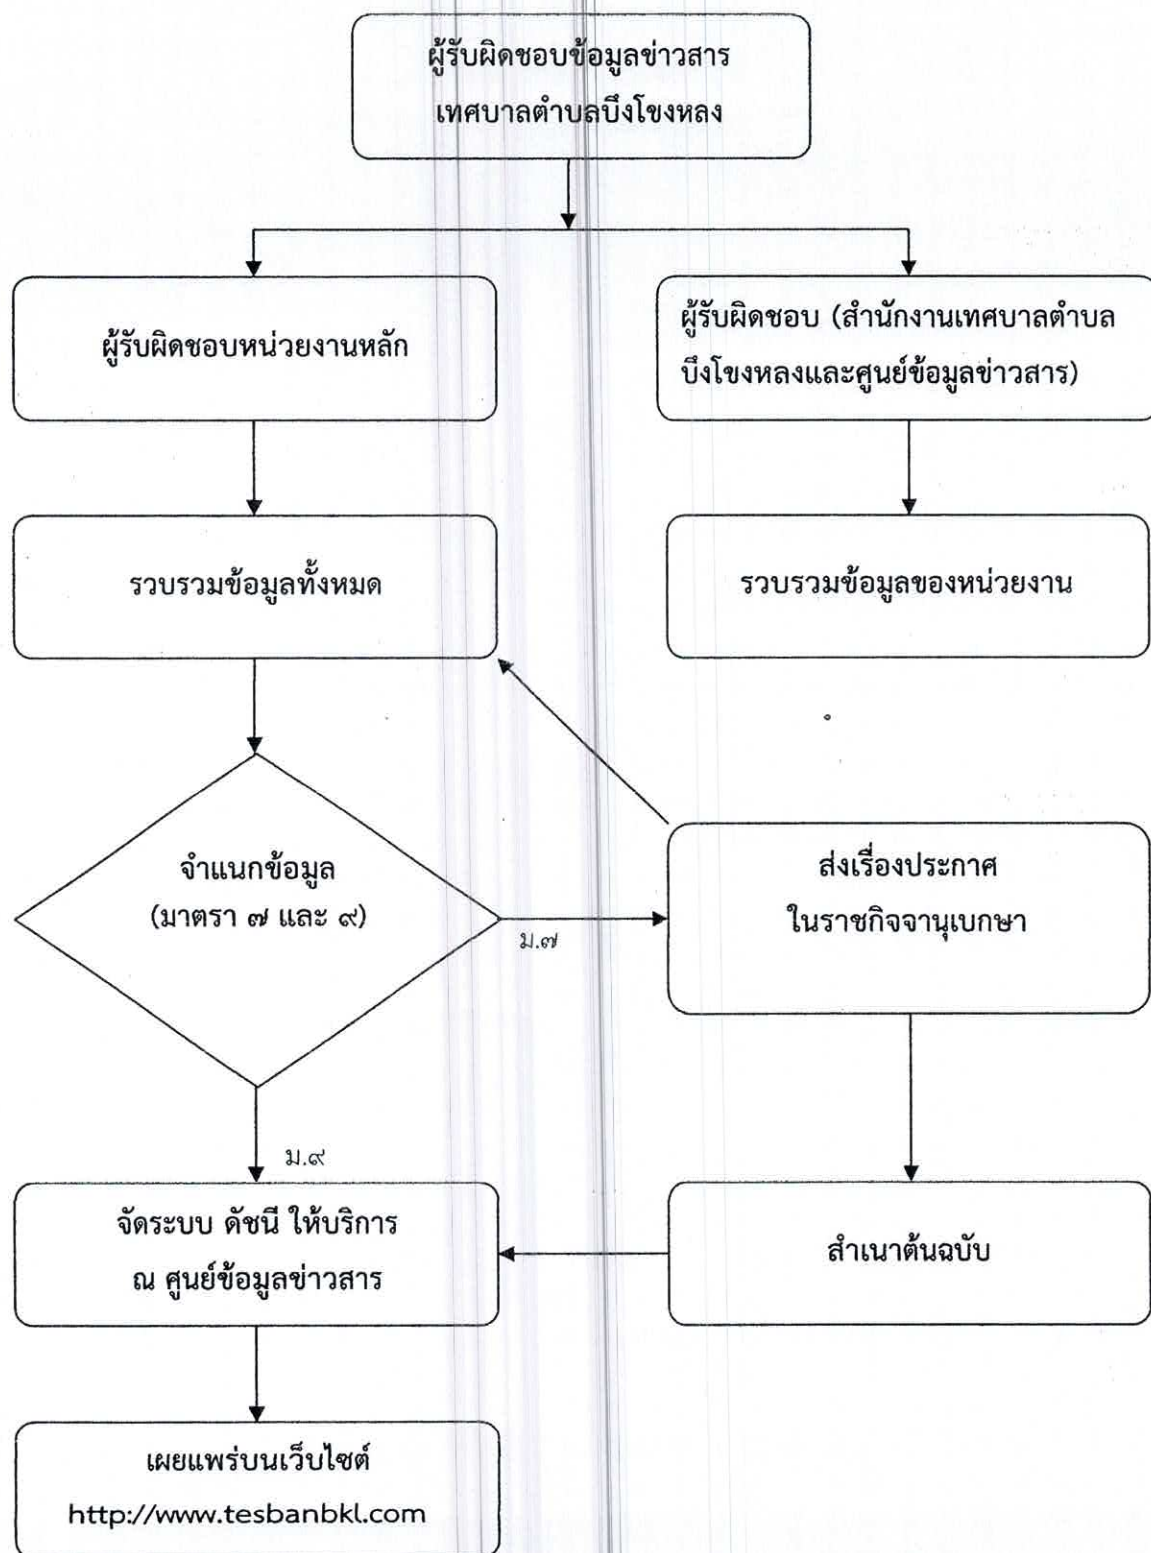 ผู้รับผิดชอบข้อมูลข่าวสาร
เทศบาลตำบลบึงโขงหลง
ผู้รับผิดชอบหน่วยงานหลัก
ผู้รับผิดชอบ (สำนักงานเทศบาลตำบล
บึงโขงหลงและศูนย์ข้อมูลข่าวสาร)
รวบรวมข้อมูลทั้งหมด
รวบรวมข้อมูลของหน่วยงาน
จำแนกข้อมูล
(มาตรา ๗ และ ๙)
ม.๗
ส่งเรื่องประกาศ
ในราชกิจจานุเบกษา
ม.๙
จัดระบบ ดัชนี ให้บริการ
ณ ศูนย์ข้อมูลข่าวสาร
สำเนาต้นฉบับ
เผยแพร่บนเว็บไซต์
http://www.tesbanbkl.com